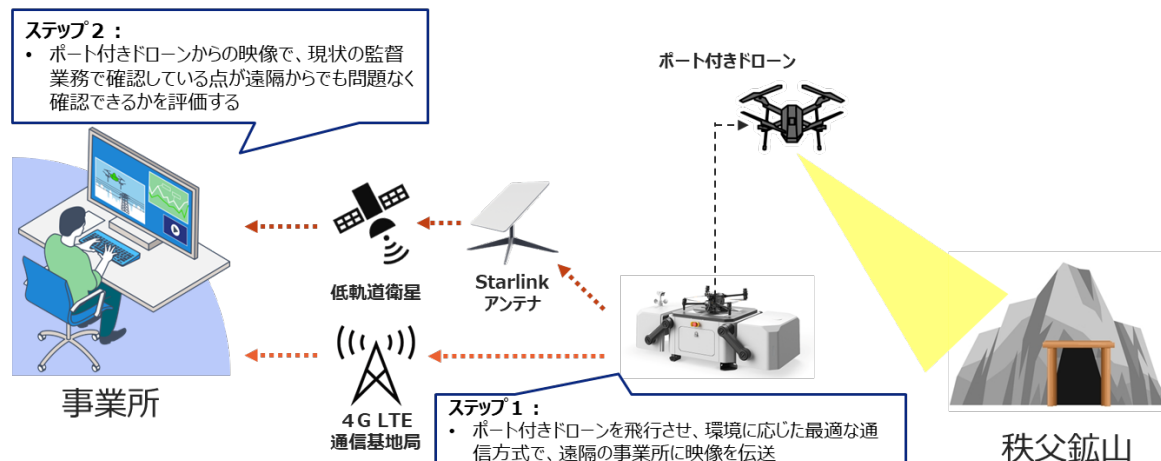 ステップ２：
• ポート付きドローンからの映像で、現状の監督
業務で確認している点が遠隔からでも問題なく
確認できるかを評価する
ポート付きドローン
低軌道衛星
Starlink
アンテナ
事業所
4G LTE
通信基地局
ステップ１：
• ポート付きドローンを飛行させ、環境に応じた最適な通
信方式で、遠隔の事業所に映像を伝送
秩父鉱山